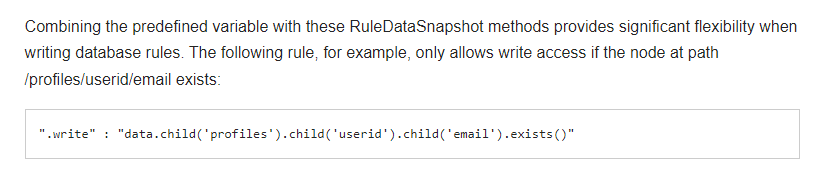 Combining the predefined variable with these RuleDataSnapshot methods provides significant flexibility when
writing database rules. The following rule, for example, only allows write access if the node at path
/profiles/userid/email exists:
".write" : "data.child('profiles').child('userid').child('email').exists()"